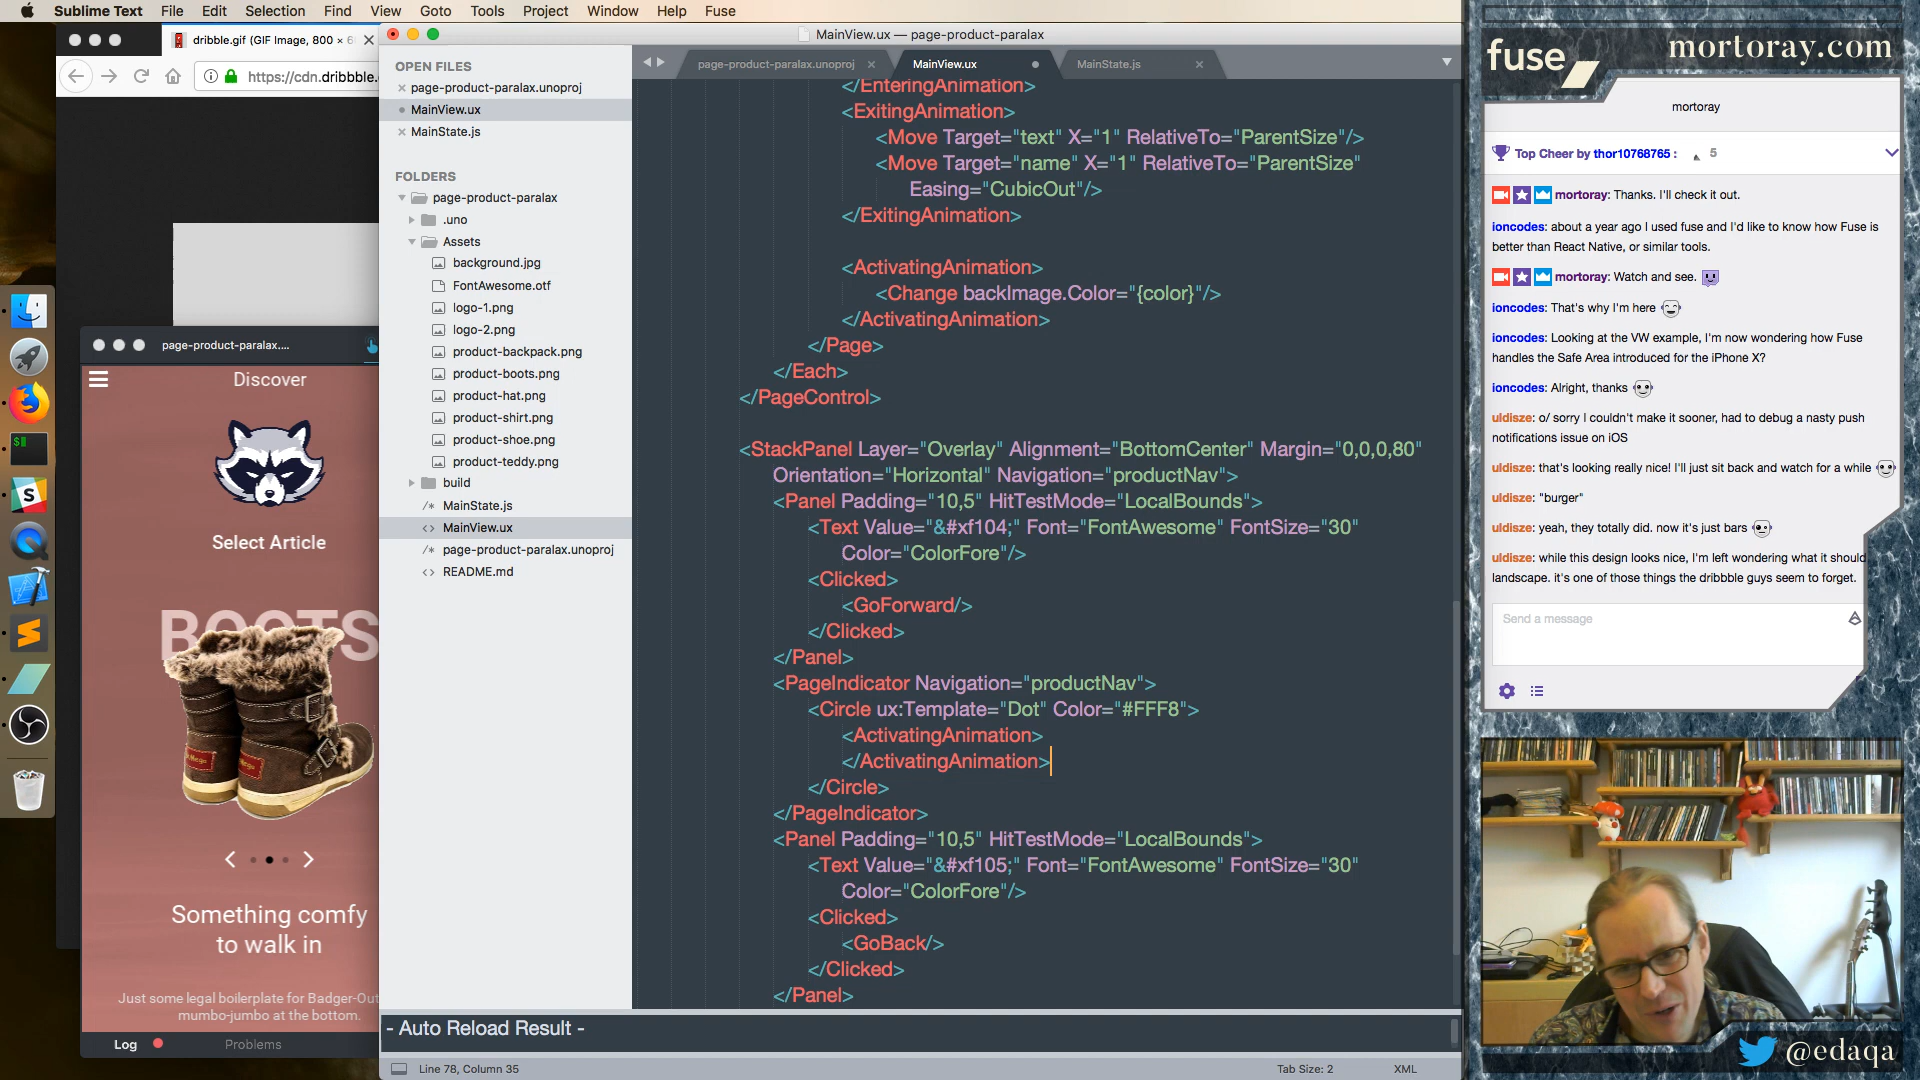 Sublime Text File Edit Selection Find View Goto Tools Project Window Help Fuse
dribble.gif (GIF Image, 800 × 6
https://cdn.dribbble.
page-product-paralax....
Discover
Select Article
BOOTS
Something comfy
to walk in
Just some legal boilerplate for Badger-Out
mumbo-jumbo at the bottom.
Log
Problems
MainView.ux — page-product-paralax
OPEN FILES
page-product-paralax.unoproj
MainView.ux
MainState.js
FOLDERS
page-product-paralax
.uno
Assets
background.jpg
FontAwesome.otf
logo-1.png
logo-2.png
product-backpack.png
product-boots.png
product-hat.png
product-shirt.png
product-shoe.png
product-teddy.png
build
MainState.js
MainView.ux
page-product-paralax.unoproj
README.md
page-product-paralax.unoproj
MainView.ux
MainState.js
</EnteringAnimation>
<ExitingAnimation>
<Move Target="text" X="1" RelativeTo="ParentSize"/>
<Move Target="name" X="1" RelativeTo="ParentSize"
Easing="CubicOut"/>
</ExitingAnimation>
<ActivatingAnimation>
<Change backImage.Color="{color}"/>
</ActivatingAnimation>
</Page>
</Each>
</PageControl>
<StackPanel Layer="Overlay" Alignment="BottomCenter" Margin="0,0,0,80"
Orientation="Horizontal" Navigation="productNav">
<Panel Padding="10,5" HitTestMode="LocalBounds">
<Text Value="&#xf104;" Font="FontAwesome" FontSize="30"
Color="ColorFore"/>
<Clicked>
<GoForward/>
</Clicked>
</Panel>
<PageIndicator Navigation="productNav">
<Circle ux:Template="Dot" Color="#FFF8">
<ActivatingAnimation>
</ActivatingAnimation>
</Circle>
</PageIndicator>
<Panel Padding="10,5" HitTestMode="LocalBounds">
<Text Value="&#xf105;" Font="FontAwesome" FontSize="30"
Color="ColorFore"/>
<Clicked>
<GoBack/>
</Clicked>
</Panel>
- Auto Reload Result -
Line 78, Column 35
Tab Size: 2
XML
fuse
mortoray.com
mortoray
Top Cheer by thor10768765 : 5
mortoray: Thanks. I'll check it out.
ioncodes: about a year ago I used fuse and I'd like to know how Fuse is
better than React Native, or similar tools.
mortoray: Watch and see.
ioncodes: That's why I'm here
ioncodes: Looking at the VW example, I'm now wondering how Fuse
handles the Safe Area introduced for the iPhone X?
ioncodes: Alright, thanks
uldisze: o/ sorry I couldn't make it sooner, had to debug a nasty push
notifications issue on iOS
uldisze: that's looking really nice! I'll just sit back and watch for a while
uldisze: "burger"
uldisze: yeah, they totally did. now it's just bars
uldisze: while this design looks nice, I'm left wondering what it should
landscape. it's one of those things the dribbble guys seem to forget.
Send a message
@edaqa